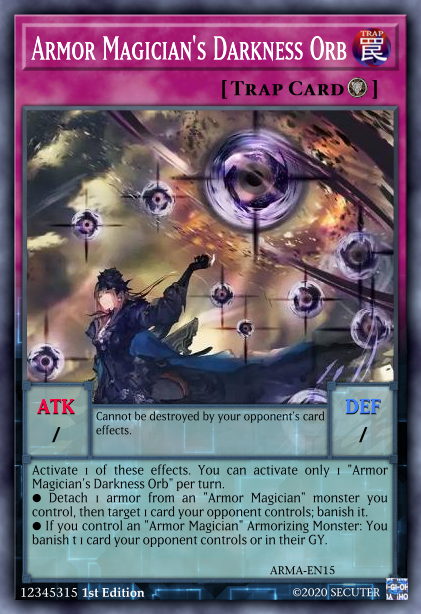 ARMOR MAGICIAN'S DARKNESS ORB
TRAP
罠
[TRAP CARD ]
ATK
/
Cannot be destroyed by your opponent's card
effects.
DEF
/
Activate 1 of these effects. You can activate only 1 "Armor
Magician's Darkness Orb" per turn.
● Detach 1 armor from an "Armor Magician" monster you
control, then target 1 card your opponent controls; banish it.
● If you control an "Armor Magician" Armorizing Monster: You
banish t 1 card your opponent controls or in their GY.
ARMA-EN15
12345315 1st Edition
©2020 SECUTER